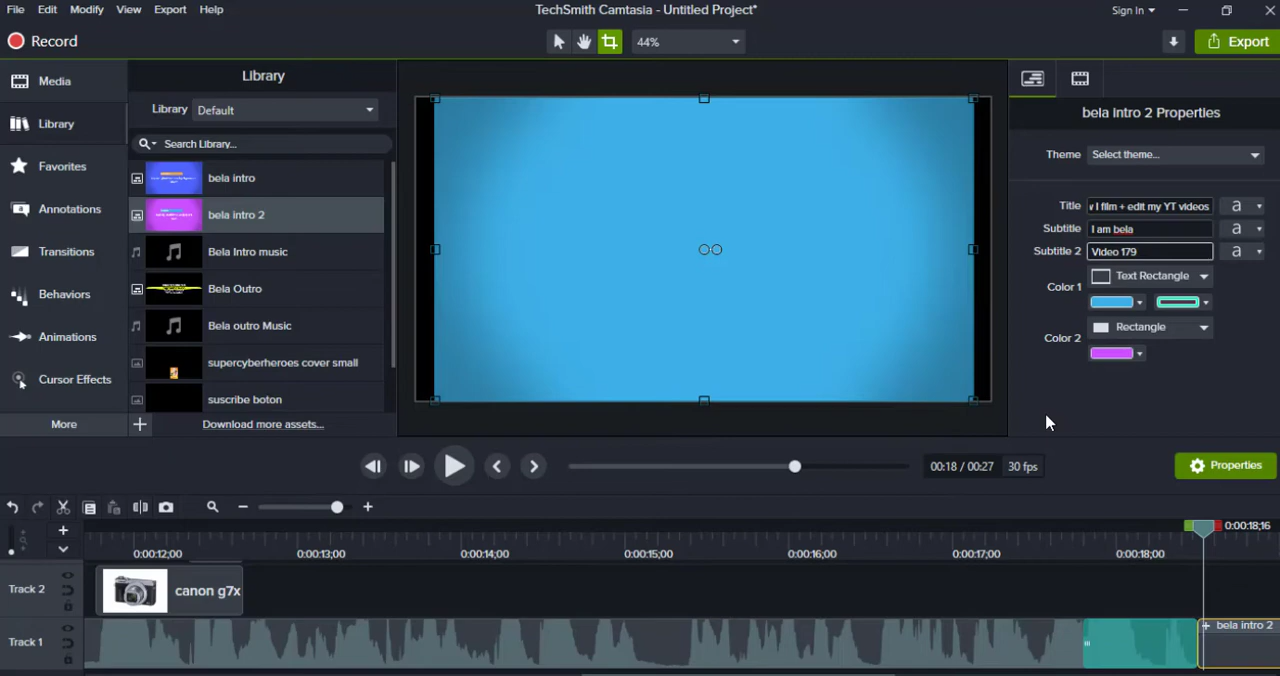 File Edit Modify View Export Help
TechSmith Camtasia - Untitled Project*
Sign In
Record
44%
Export
Media
Library
Favorites
Annotations
Transitions
Behaviors
Animations
Cursor Effects
More
Library
Library Default
Search Library...
bela intro
bela intro 2
Bela Intro music
Bela Outro
Bela outro Music
supercyberheroes cover small
suscribe boton
Download more assets...
bela intro 2 Properties
Theme Select theme...
Title I film + edit my YT videos a
Subtitle I am bela a
Subtitle 2 Video 179 a
Color 1 Text Rectangle
Color 2 Rectangle
00:18 / 00:27 30 fps
Properties
0:00:18;16
0:00:12;00 0:00:13;00 0:00:14;00 0:00:15;00 0:00:16;00 0:00:17;00 0:00:18;00
Track 2 canon g7x
Track 1 bela intro 2